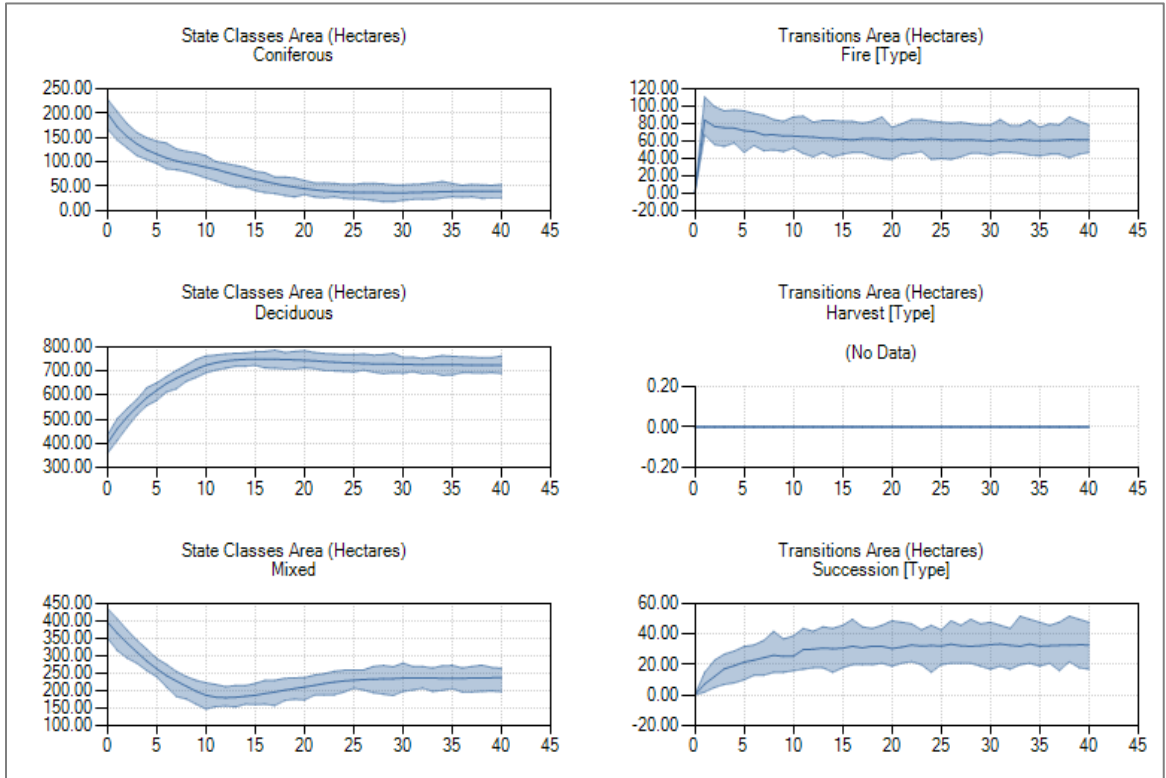 State Classes Area (Hectares)
Coniferous
250.00
200.00
150.00
100.00
50.00
0.00
0 5 10 15 20 25 30 35 40 45
Transitions Area (Hectares)
Fire [Type]
120.00
100.00
80.00
60.00
40.00
20.00
0.00
-20.00
0 5 10 15 20 25 30 35 40 45
State Classes Area (Hectares)
Deciduous
800.00
700.00
600.00
500.00
400.00
300.00
0 5 10 15 20 25 30 35 40 45
Transitions Area (Hectares)
Harvest [Type]
(No Data)
0.20
0.00
-0.20
0 5 10 15 20 25 30 35 40 45
State Classes Area (Hectares)
Mixed
450.00
400.00
350.00
300.00
250.00
200.00
150.00
100.00
0 5 10 15 20 25 30 35 40 45
Transitions Area (Hectares)
Succession [Type]
60.00
40.00
20.00
0.00
-20.00
0 5 10 15 20 25 30 35 40 45